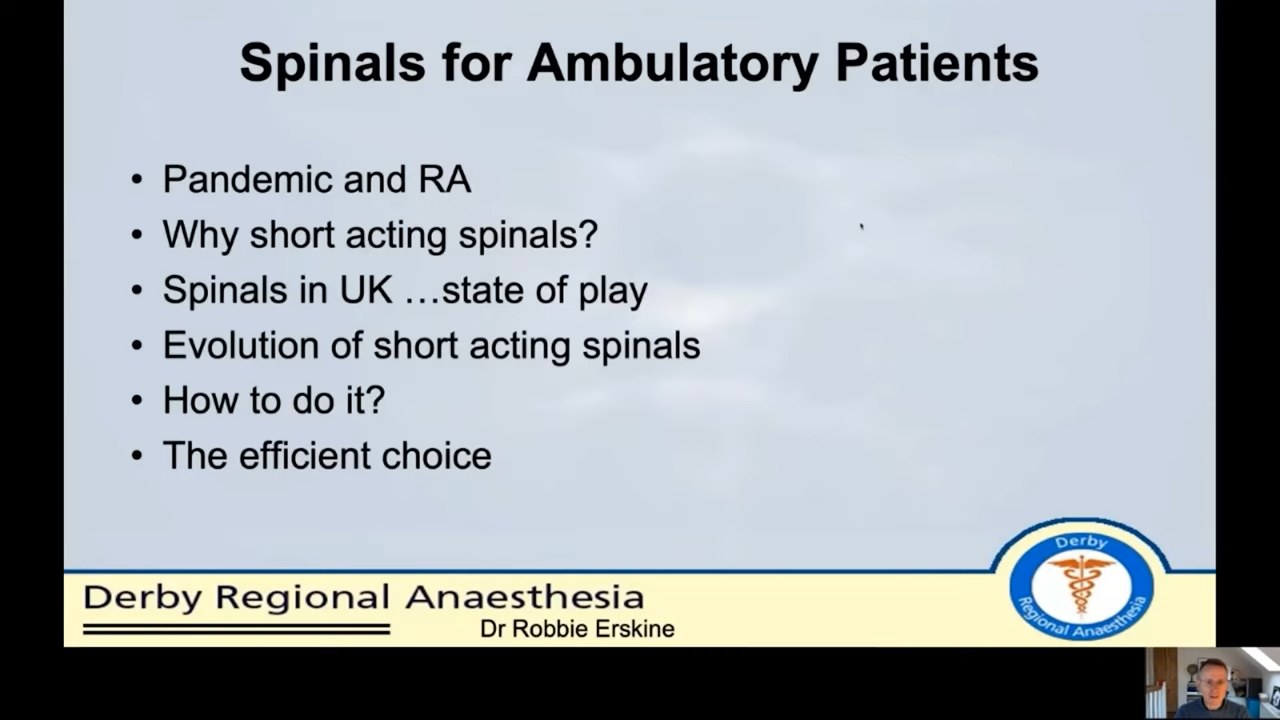 Spinals for Ambulatory Patients
• Pandemic and RA
• Why short acting spinals?
• Spinals in UK …state of play
• Evolution of short acting spinals
• How to do it?
• The efficient choice
Derby Regional Anaesthesia
Dr Robbie Erskine
Derby
Regional Anaesthesia